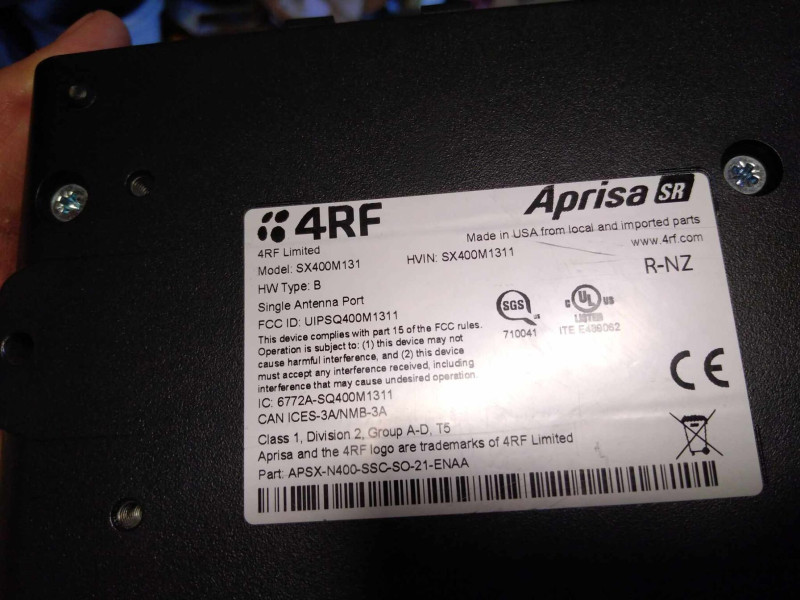 4RF
Aprisa SR
4RF Limited
Made in USA from local and imported parts
www.4rf.com
Model: SX400M131
HVIN: SX400M1311
R-NZ
HW Type: B
Single Antenna Port
FCC ID: UIPSQ400M1311
This device complies with part 15 of the FCC rules.
Operation is subject to: (1) this device may not
cause harmful interference, and (2) this device
must accept any interference received, including
interference that may cause undesired operation.
SGS
710041
C UL US
LISTED
ITE E489062
CE
IC: 6772A-SQ400M1311
CAN ICES-3A/NMB-3A
Class 1, Division 2, Group A-D, T5
Aprisa and the 4RF logo are trademarks of 4RF Limited
Part: APSX-N400-SSC-SO-21-ENAA